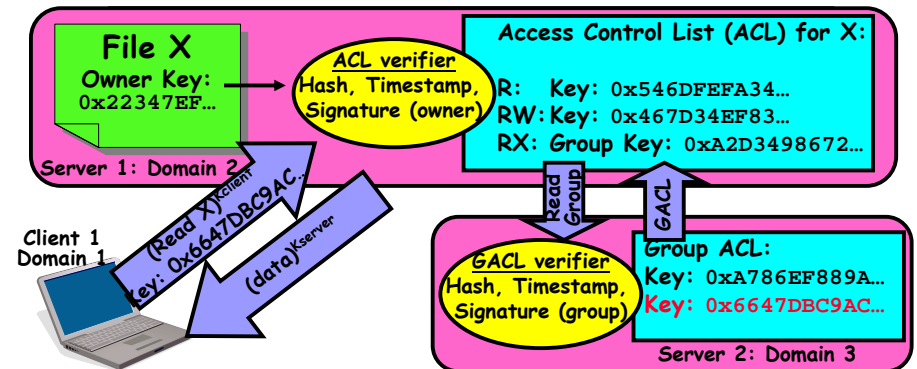 File X
Owner Key:
0x22347EF…
ACL verifier
Hash, Timestamp,
Signature (owner)
Access Control List (ACL) for X:
R: Key: 0x546DFEFA34…
RW: Key: 0x467D34EF83…
RX: Group Key: 0xA2D3498672…
Server 1: Domain 2
(Read X)Kclient
Key: 0x6647DBC9AC…
(data)Kserver
Client 1
Domain 1
Read
Group
GACL
GACL verifier
Hash, Timestamp,
Signature (group)
Group ACL:
Key: 0xA786EF889A…
Key: 0x6647DBC9AC…
Server 2: Domain 3